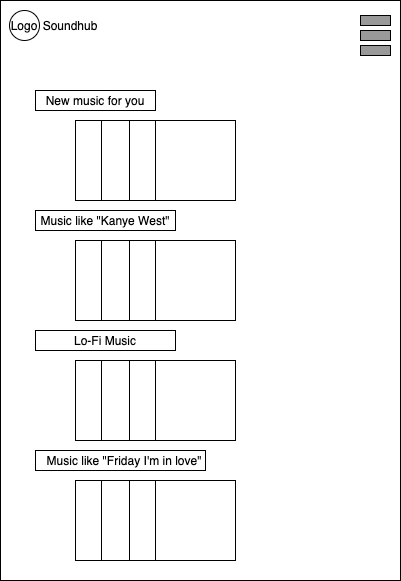 Logo Soundhub
New music for you
Music like "Kanye West"
Lo-Fi Music
Music like "Friday I'm in love"